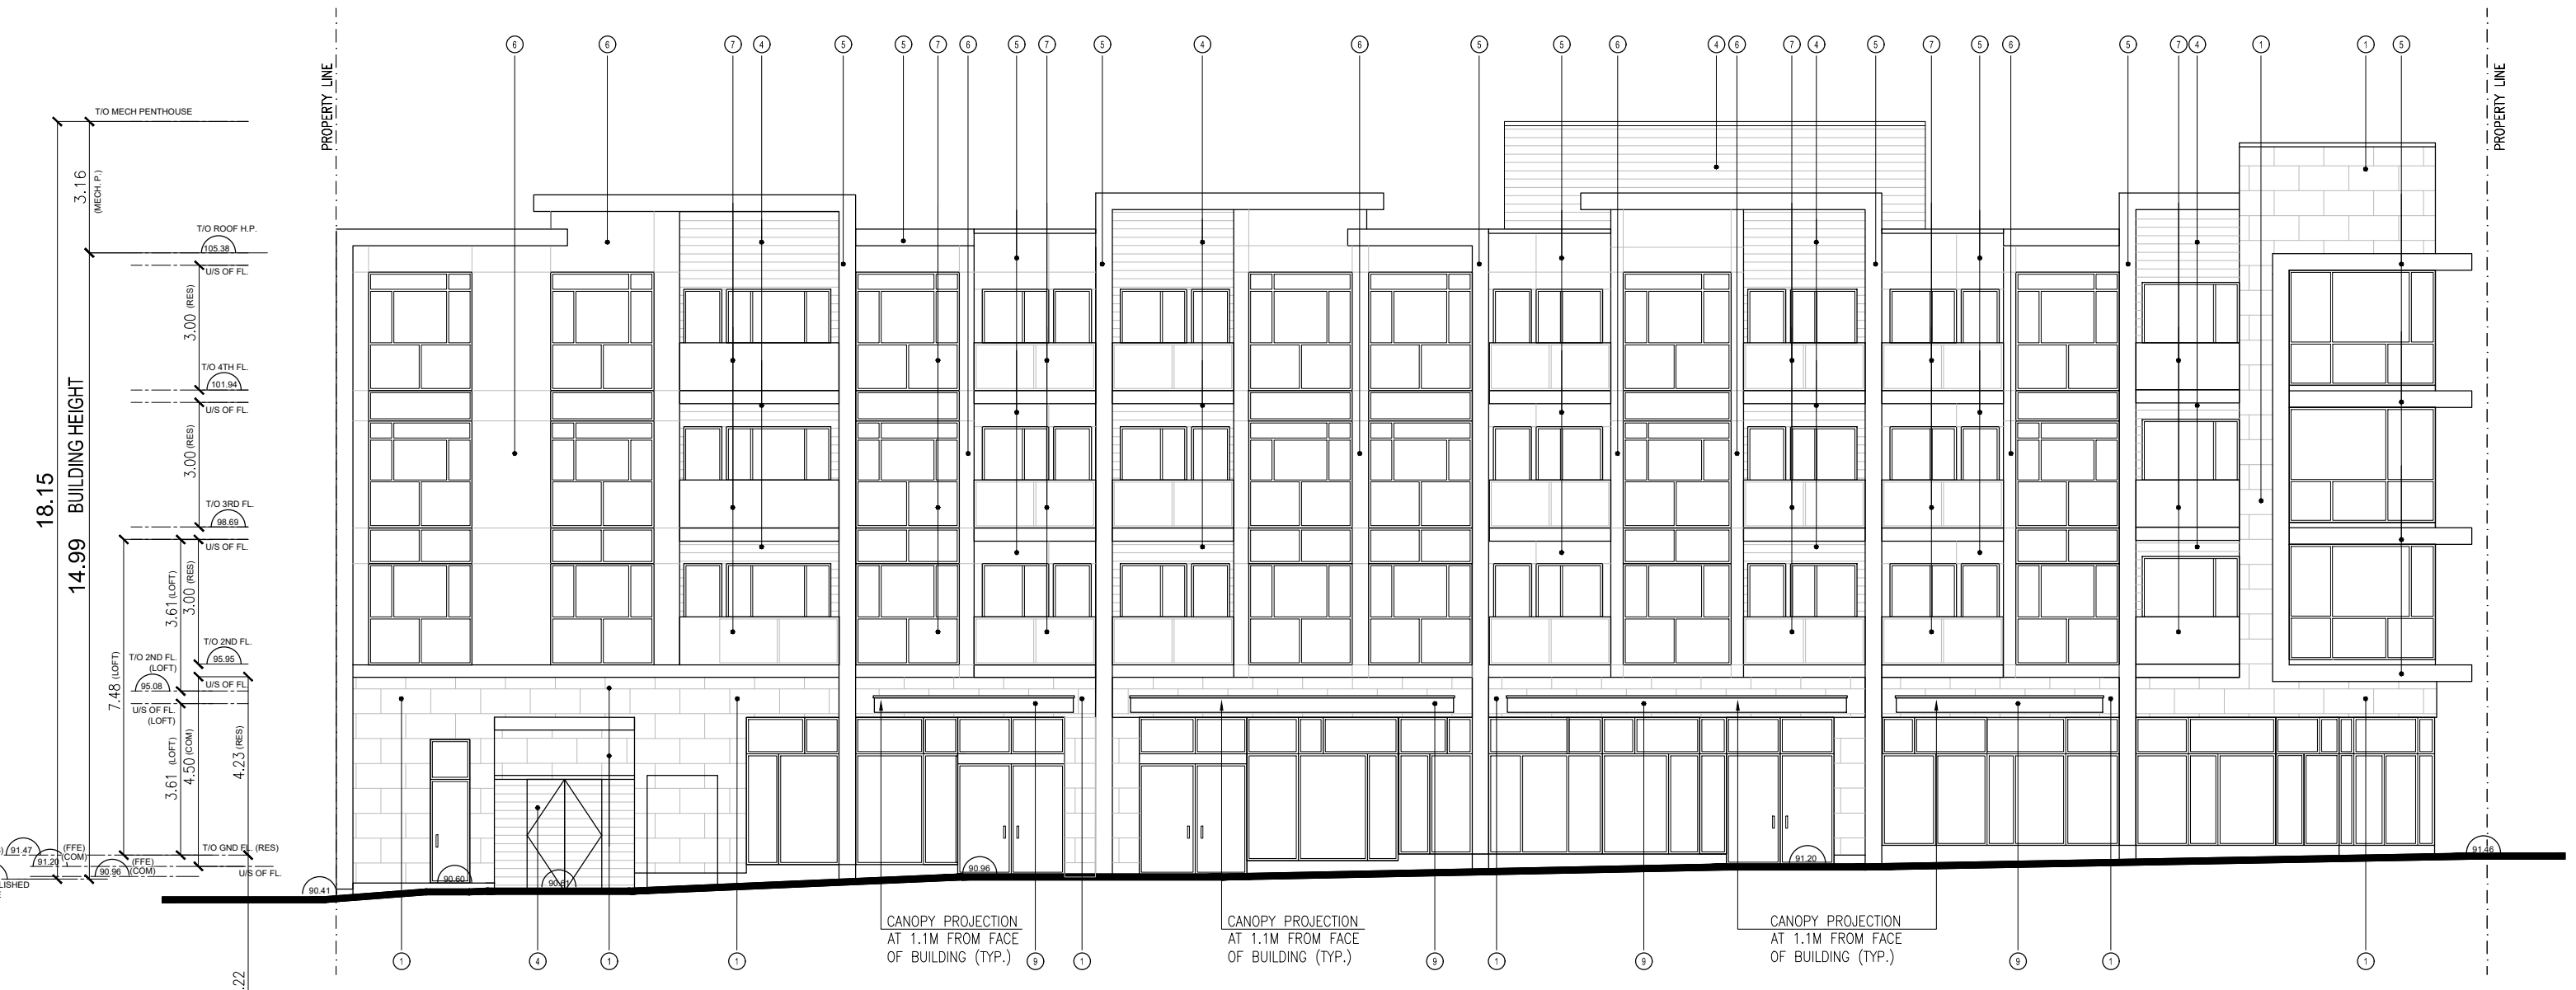 6 6 7 4 5 5 7 6 5 7 5 4 6 5 5 6 4 6 7 4 5 7 5 6 5 7 4 1 1 5
PROPERTY LINE
PROPERTY LINE
T/O MECH PENTHOUSE
3.16
(MECH. P.)
T/O ROOF H.P.
105.38
U/S OF FL.
3.00 (RES)
T/O 4TH FL.
101.94
U/S OF FL.
18.15
14.99 BUILDING HEIGHT
3.00 (RES)
T/O 3RD FL.
98.69
U/S OF FL.
3.61 (LOFT)
3.00 (RES)
7.48 (LOFT)
T/O 2ND FL.
95.95
T/O 2ND FL.
(LOFT)
95.08
U/S OF FL.
U/S OF FL.
(LOFT)
3.61 (LOFT)
4.50 (COM)
4.23 (RES)
91.47
(FFE)
(COM)
91.20
90.96
(FFE)
(COM)
T/O GND FL. (RES)
U/S OF FL.
LISHED
.22
90.41
90.60
90.61
90.96
91.20
91.46
CANOPY PROJECTION
AT 1.1M FROM FACE
OF BUILDING (TYP.)
CANOPY PROJECTION
AT 1.1M FROM FACE
OF BUILDING (TYP.)
CANOPY PROJECTION
AT 1.1M FROM FACE
OF BUILDING (TYP.)
1 4 1 1 9 1 9 1 9 9 1 1